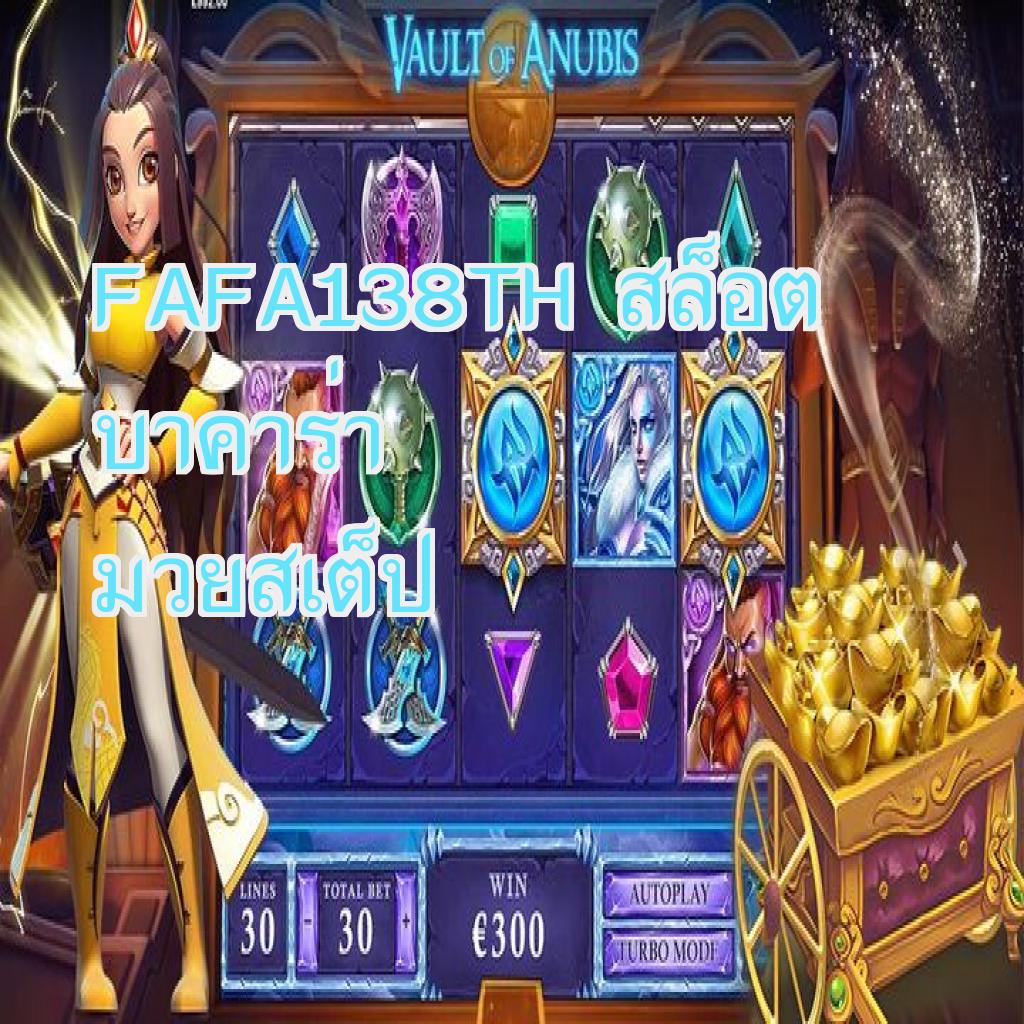 VAULT OF ANUBIS
FAFA138TH สล็อต
บาคาร่า
มวยสเต็ป
LINES
30
TOTAL BET
- 30 +
WIN
€300
AUTOPLAY
TURBO MODE